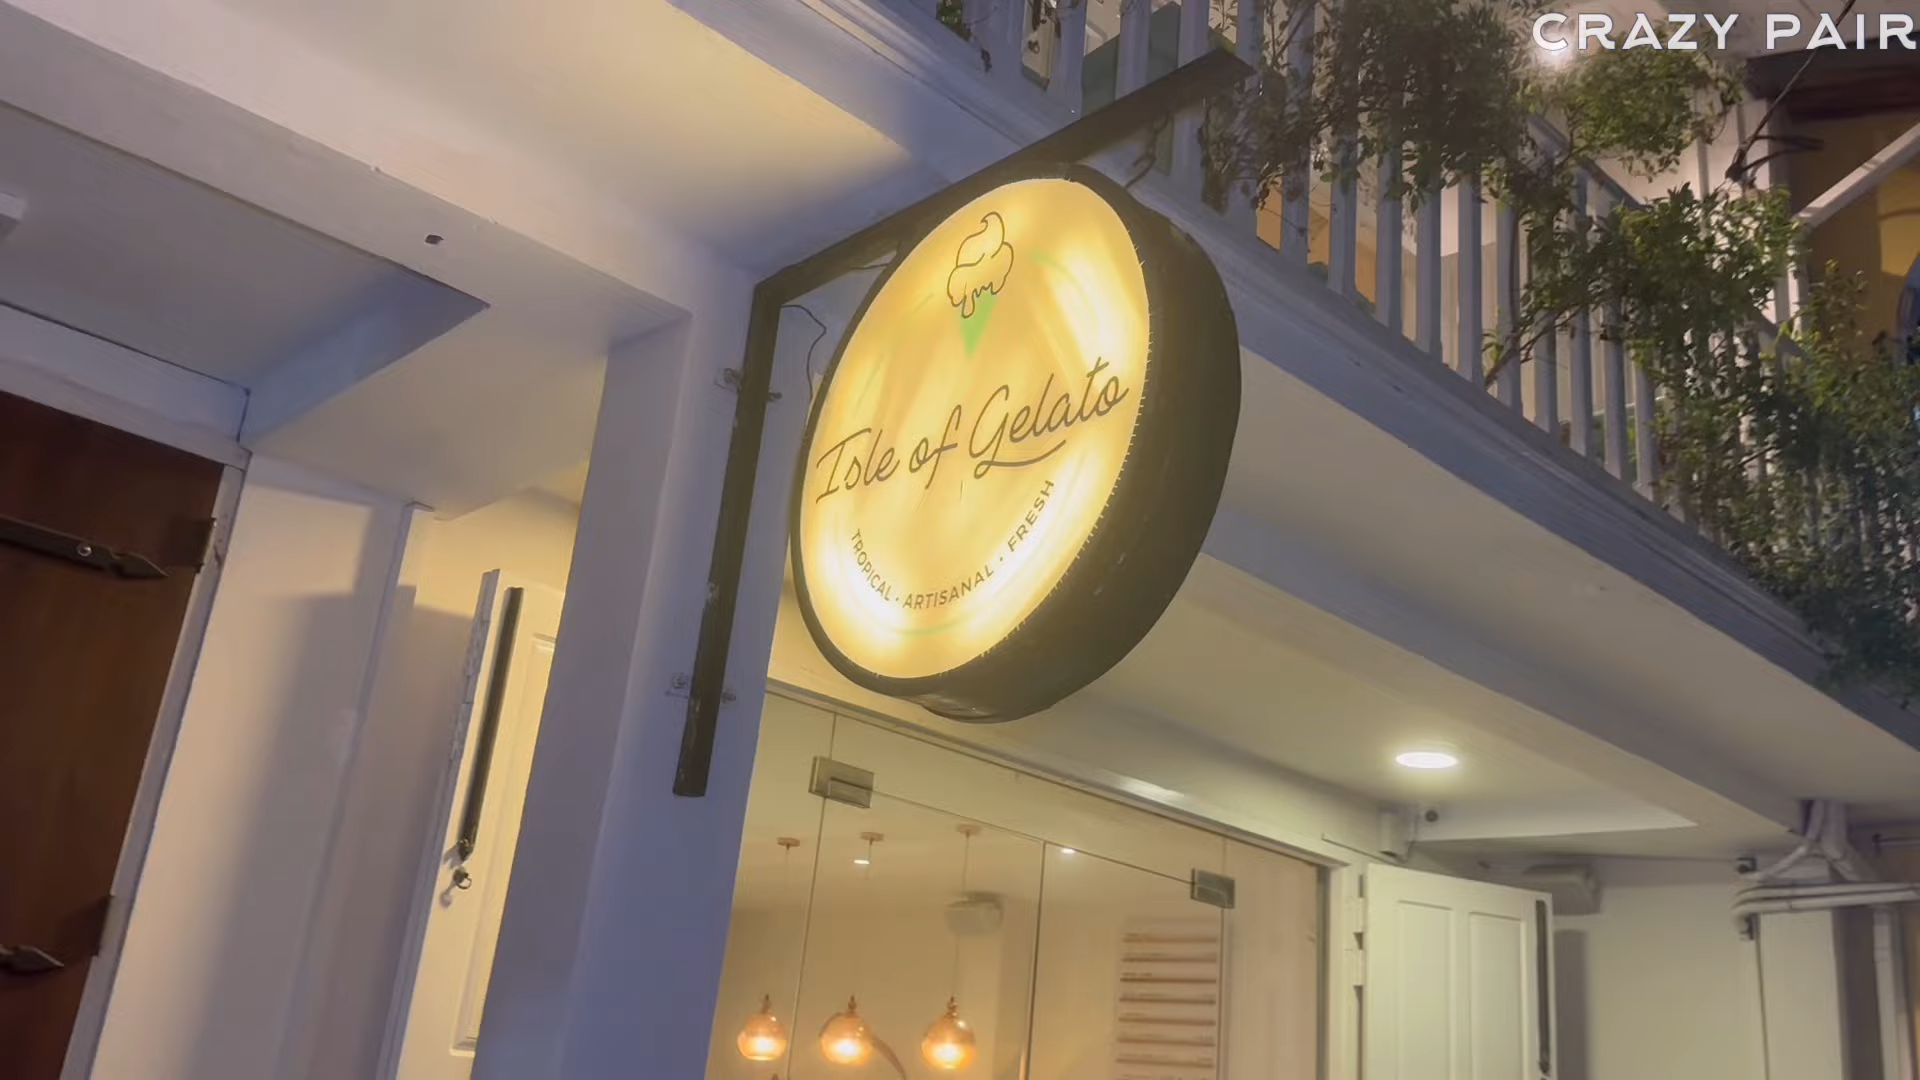 CRAZY PAIR
Isle of Gelato
TROPICAL · ARTISANAL · FRESH